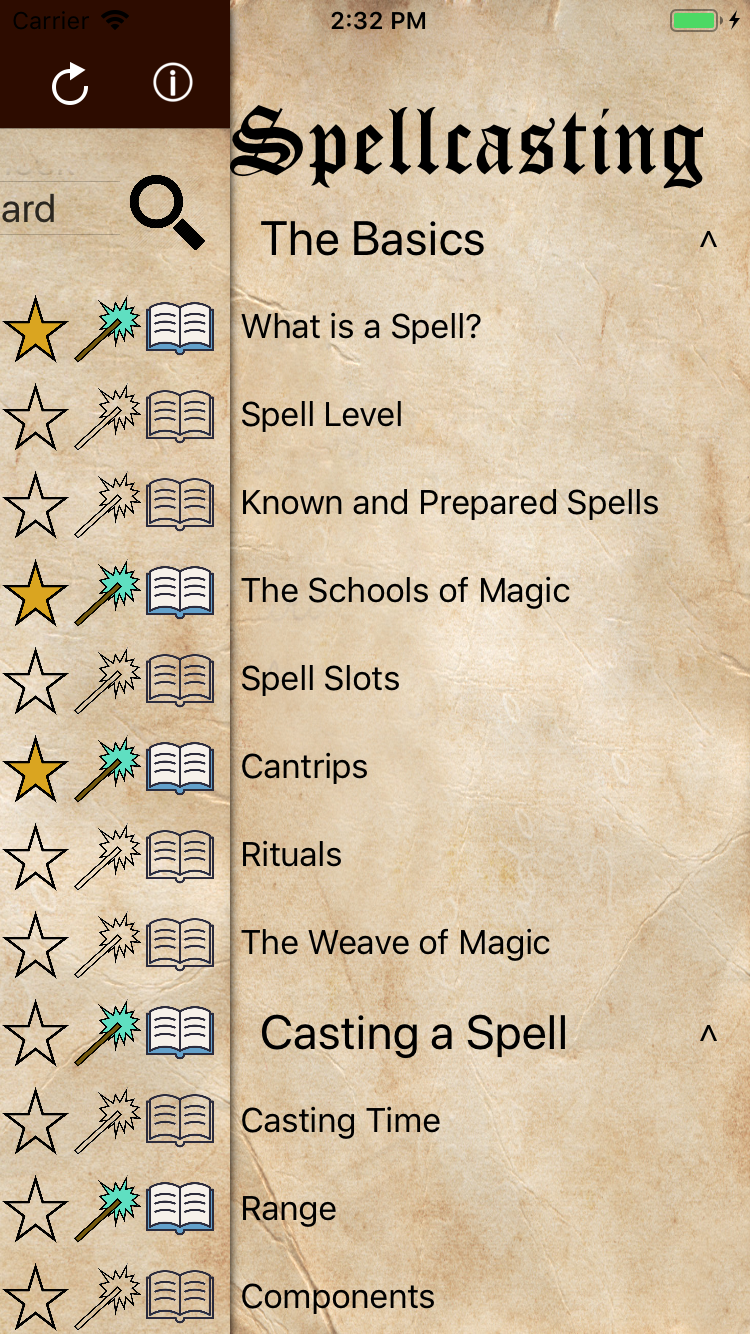 Carrier 2:32 PM
Spellcasting
ard
The Basics ^
What is a Spell?
Spell Level
Known and Prepared Spells
The Schools of Magic
Spell Slots
Cantrips
Rituals
The Weave of Magic
Casting a Spell ^
Casting Time
Range
Components